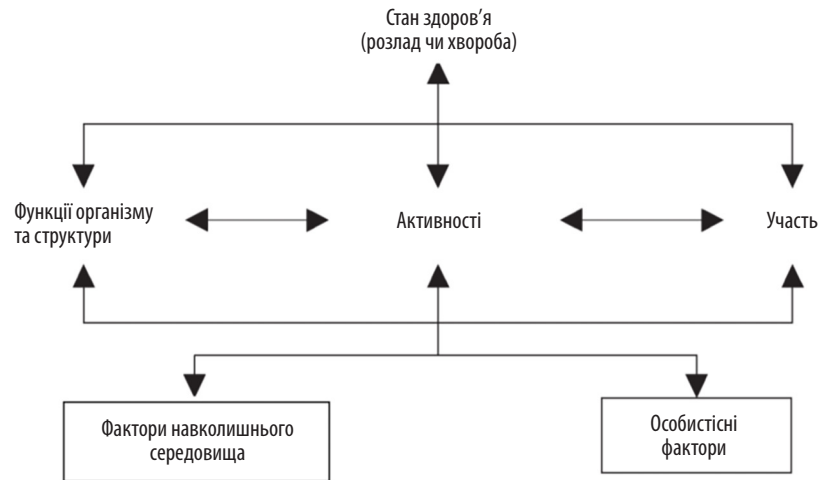 Стан здоров’я
(розлад чи хвороба)
Функції організму
та структури
Активності
Участь
Фактори навколишнього
середовища
Особистісні
фактори